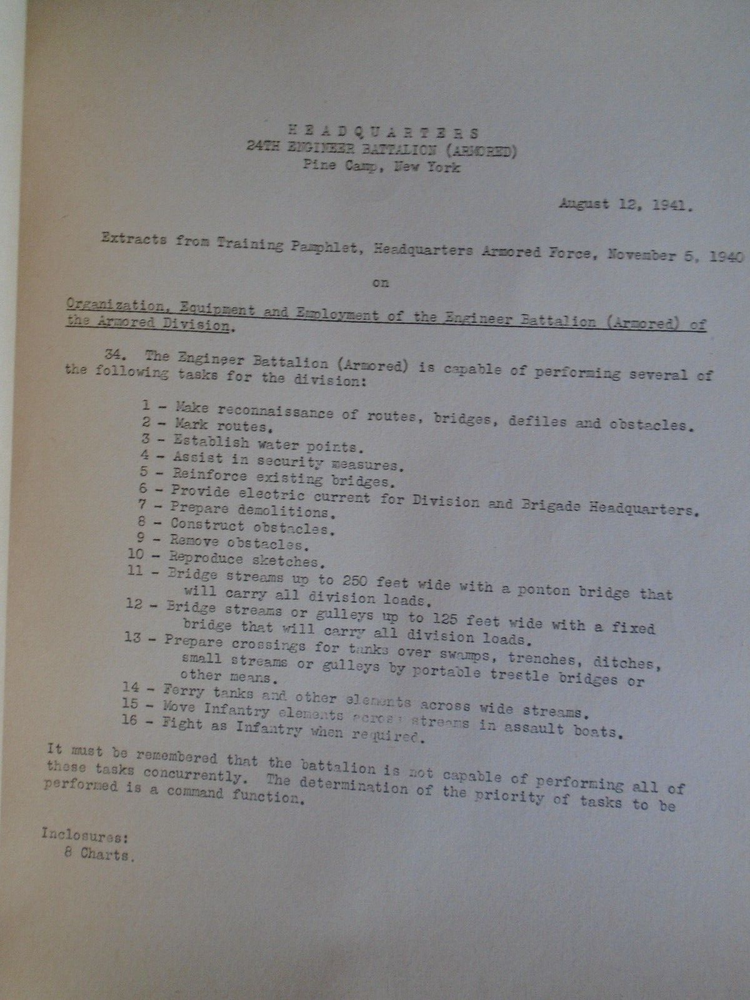 H E A D Q U A R T E R S
24TH ENGINEER BATTALION (ARMORED)
Pine Camp, New York
August 12, 1941.
Extracts from Training Pamphlet, Headquarters Armored Force, November 5, 1940
on
Organization, Equipment and Employment of the Engineer Battalion (Armored) of
the Armored Division.
34. The Engineer Battalion (Armored) is capable of performing several of
the following tasks for the division:
1 - Make reconnaissance of routes, bridges, defiles and obstacles.
2 - Mark routes.
3 - Establish water points.
4 - Assist in security measures.
5 - Reinforce existing bridges.
6 - Provide electric current for Division and Brigade Headquarters.
7 - Prepare demolitions.
8 - Construct obstacles.
9 - Remove obstacles.
10 - Reproduce sketches.
11 - Bridge streams up to 250 feet wide with a ponton bridge that
will carry all division loads.
12 - Bridge streams or gulleys up to 125 feet wide with a fixed
bridge that will carry all division loads.
13 - Prepare crossings for tanks over swamps, trenches, ditches,
small streams or gulleys by portable trestle bridges or
other means.
14 - Ferry tanks and other elements across wide streams.
15 - Move Infantry elements across streams in assault boats.
16 - Fight as Infantry when required.
It must be remembered that the battalion is not capable of performing all of
these tasks concurrently. The determination of the priority of tasks to be
performed is a command function.
Inclosures:
8 Charts.